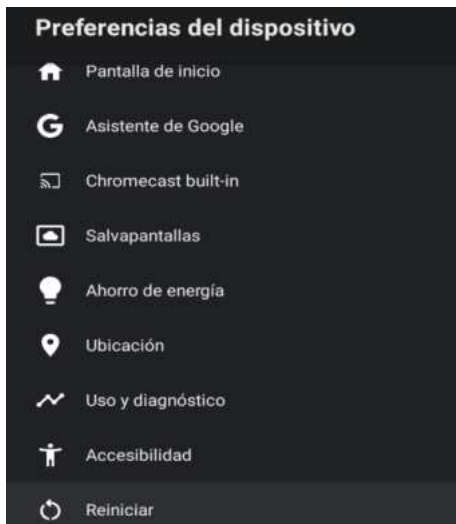 Preferencias del dispositivo
Pantalla de inicio
Asistente de Google
Chromecast built-in
Salvapantallas
Ahorro de energía
Ubicación
Uso y diagnóstico
Accesibilidad
Reiniciar